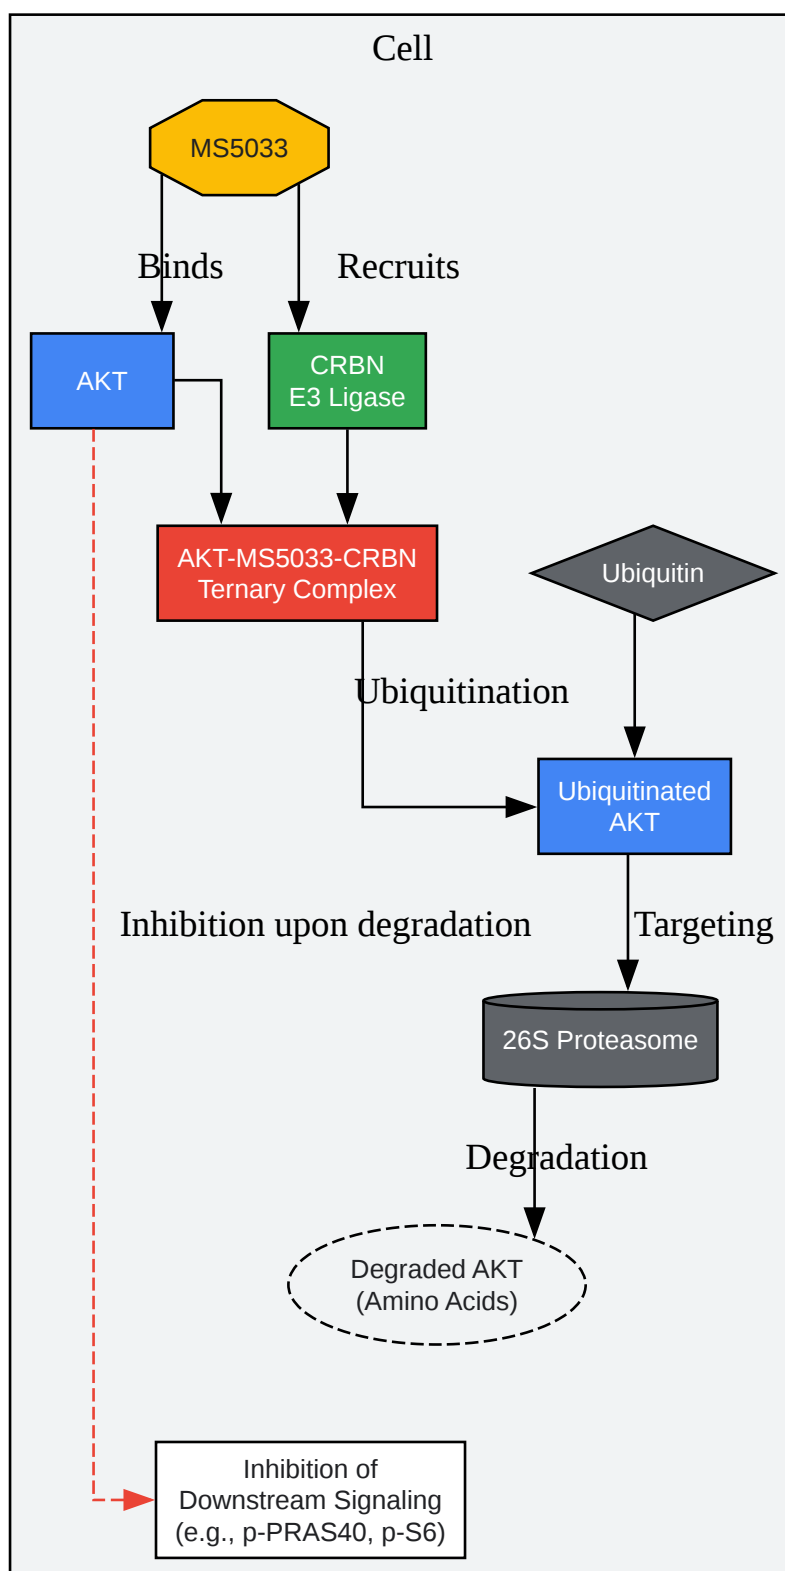 Cell
MS5033
Binds
Recruits
AKT
CRBN
E3 Ligase
AKT-MS5033-CRBN
Ternary Complex
Ubiquitin
Ubiquitination
Ubiquitinated
AKT
Inhibition upon degradation
Targeting
26S Proteasome
Degradation
Degraded AKT
(Amino Acids)
Inhibition of
Downstream Signaling
(e.g., p-PRAS40, p-S6)